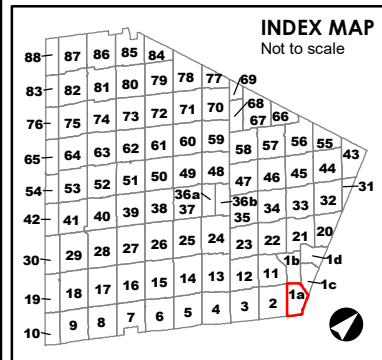 INDEX MAP
Not to scale
88 87 86 85 84
83 82 81 80 79 78 77 69
76 75 74 73 72 71 70 68 67 66
65 64 63 62 61 60 59 58 57 56 55 43
54 53 52 51 50 49 48 47 46 45 44 31
42 41 40 39 38 36a 37 36b 35 34 33 32
30 29 28 27 26 25 24 23 22 21 20
19 18 17 16 15 14 13 12 11 1b 1d
10 9 8 7 6 5 4 3 2 1a 1c